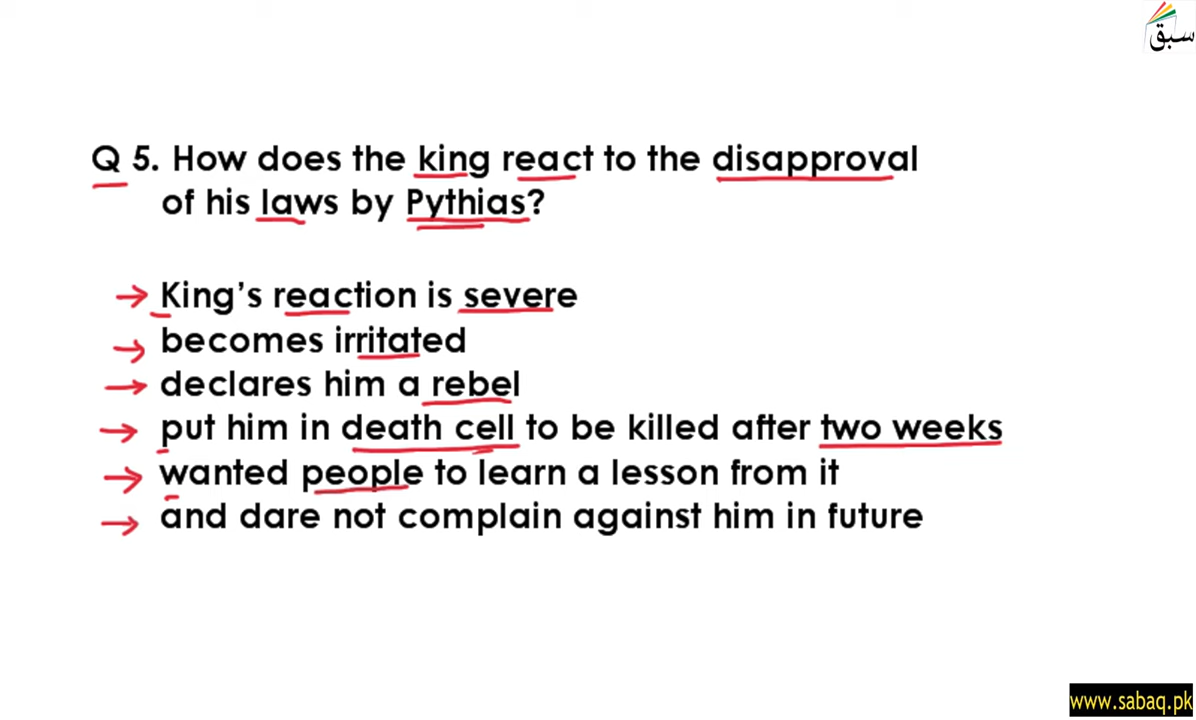 سبق
Q 5. How does the king react to the disapproval
of his laws by Pythias?
→ King’s reaction is severe
→ becomes irritated
→ declares him a rebel
→ put him in death cell to be killed after two weeks
→ wanted people to learn a lesson from it
→ and dare not complain against him in future
www.sabaq.pk